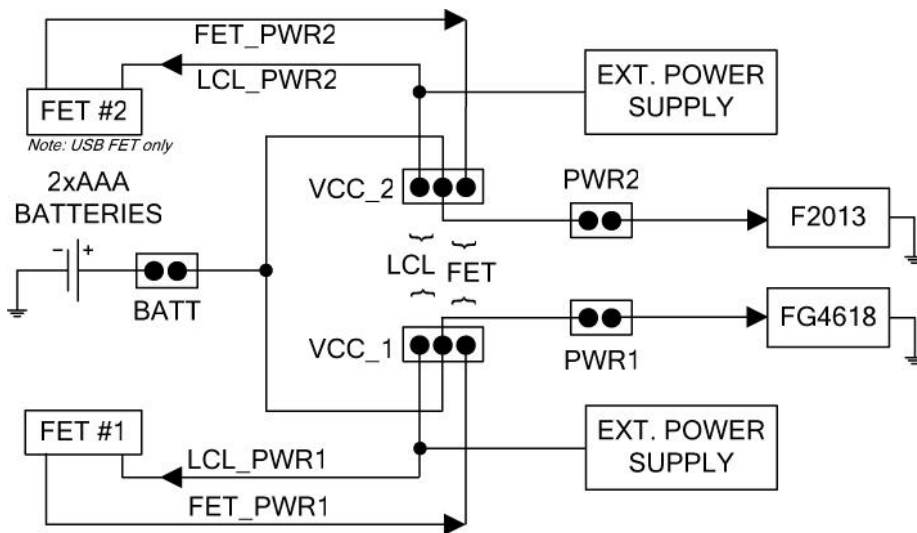 FET_PWR2
LCL_PWR2
EXT. POWER
SUPPLY
FET #2
Note: USB FET only
2xAAA
BATTERIES
VCC_2
PWR2
F2013
- +
LCL
FET
BATT
FG4618
VCC_1
PWR1
FET #1
EXT. POWER
SUPPLY
LCL_PWR1
FET_PWR1